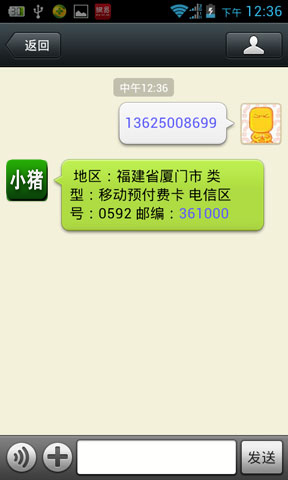 下午 12:36
返回
中午12:36
13625008699
小猪
地区：福建省厦门市 类
型：移动预付费卡 电信区
号：0592 邮编：361000
发送